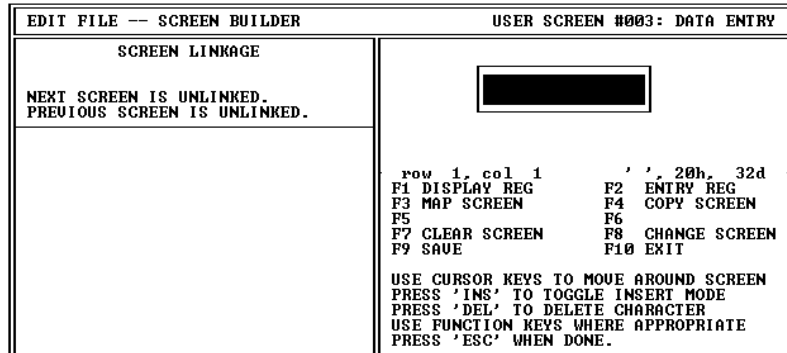 EDIT FILE -- SCREEN BUILDER USER SCREEN #003: DATA ENTRY
SCREEN LINKAGE
NEXT SCREEN IS UNLINKED.
PREVIOUS SCREEN IS UNLINKED.
row 1, col 1 ' ', 20h, 32d
F1 DISPLAY REG F2 ENTRY REG
F3 MAP SCREEN F4 COPY SCREEN
F5 F6
F7 CLEAR SCREEN F8 CHANGE SCREEN
F9 SAVE F10 EXIT
USE CURSOR KEYS TO MOVE AROUND SCREEN
PRESS 'INS' TO TOGGLE INSERT MODE
PRESS 'DEL' TO DELETE CHARACTER
USE FUNCTION KEYS WHERE APPROPRIATE
PRESS 'ESC' WHEN DONE.